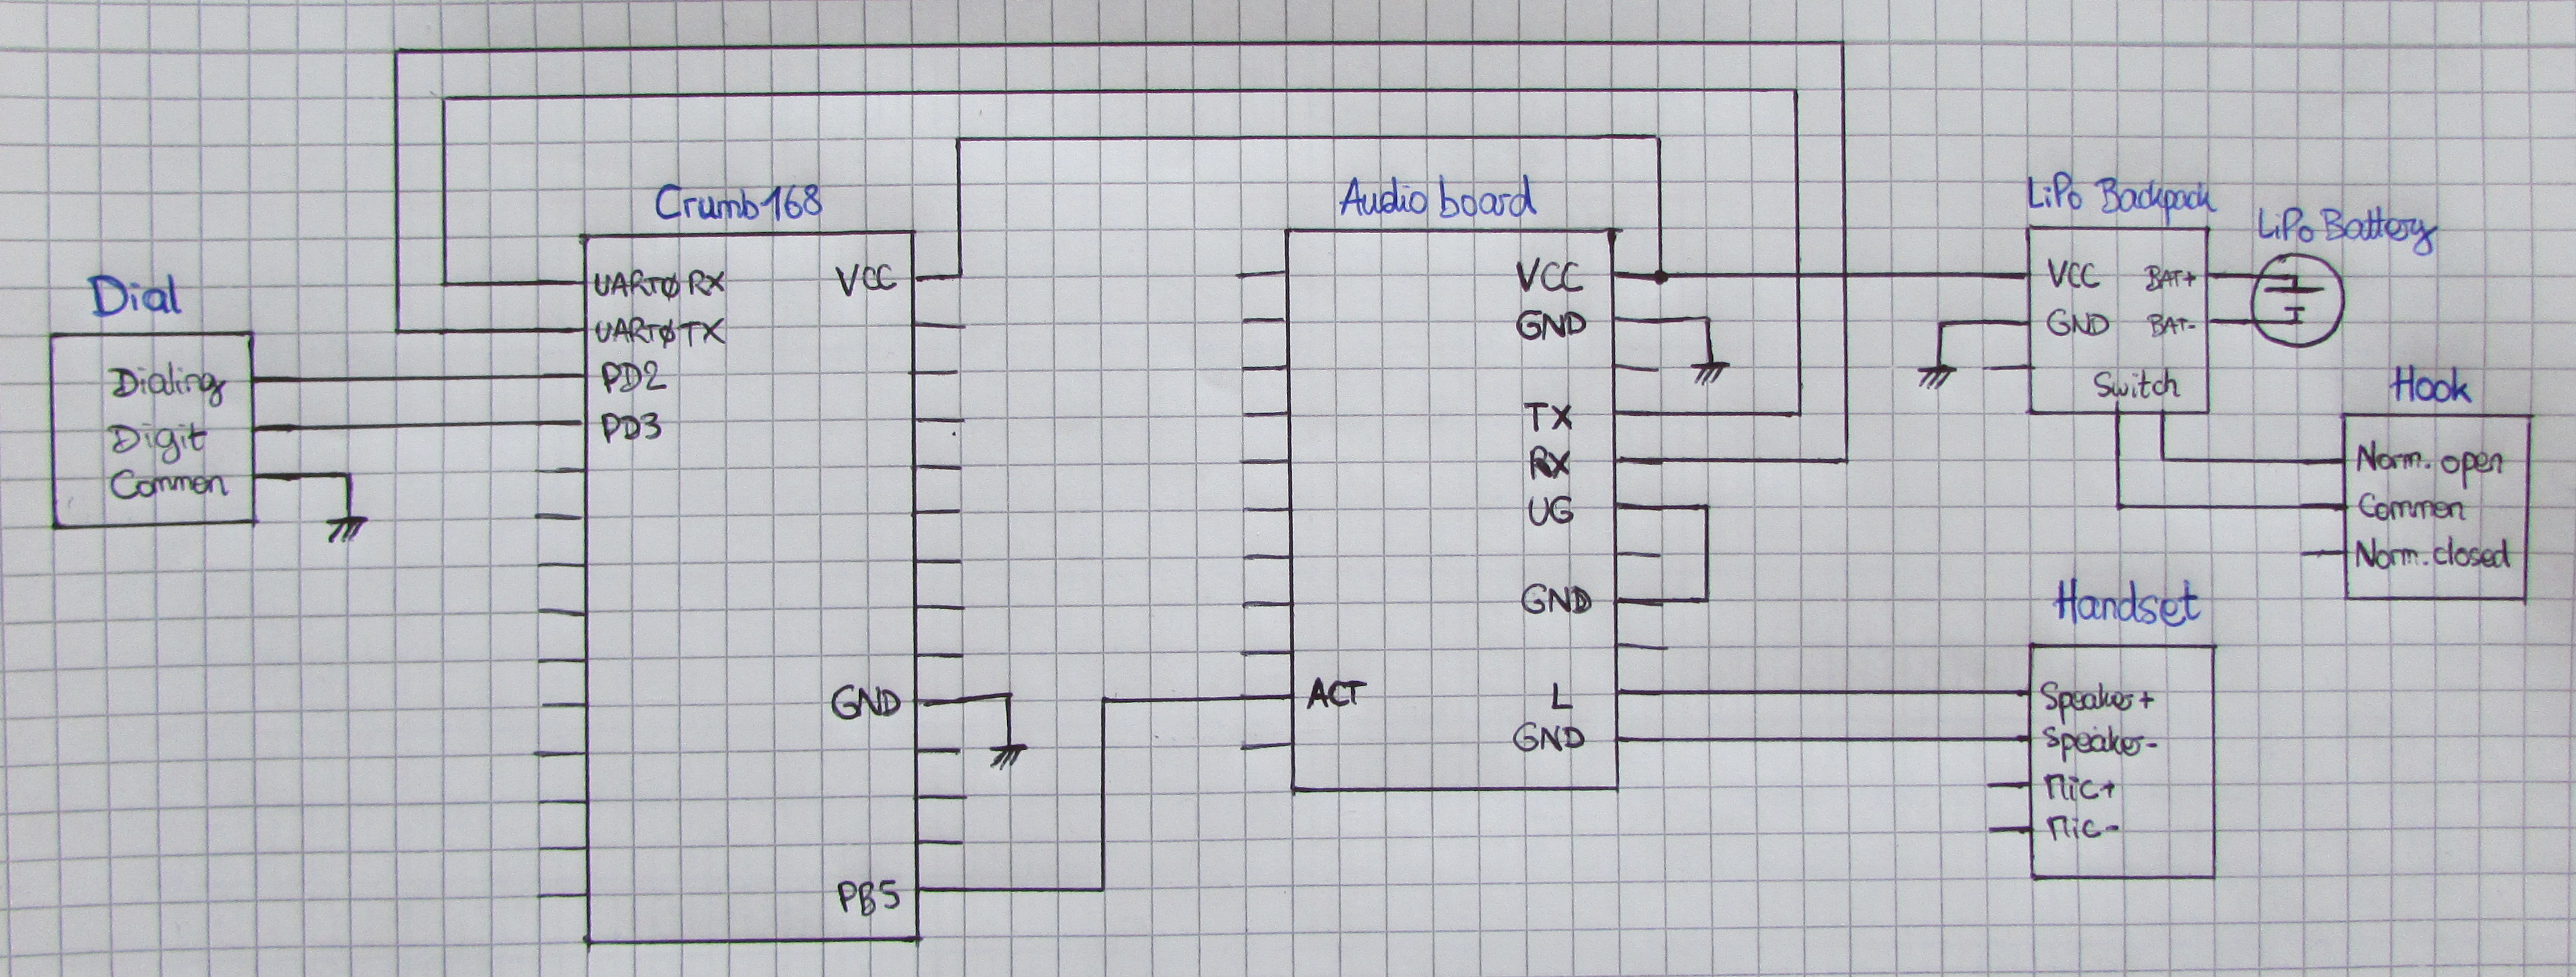 Dial
Dialing
Digit
Common
Crumb168
UART0 RX
UART0 TX
PD2
PD3
VCC
GND
PB5
Audio board
ACT
VCC
GND
TX
RX
UG
GND
L
GND
LiPo Backpack
VCC
GND
BAT+
BAT-
Switch
LiPo Battery
Hook
Norm. open
Common
Norm. closed
Handset
Speaker+
Speaker-
Mic+
Mic-